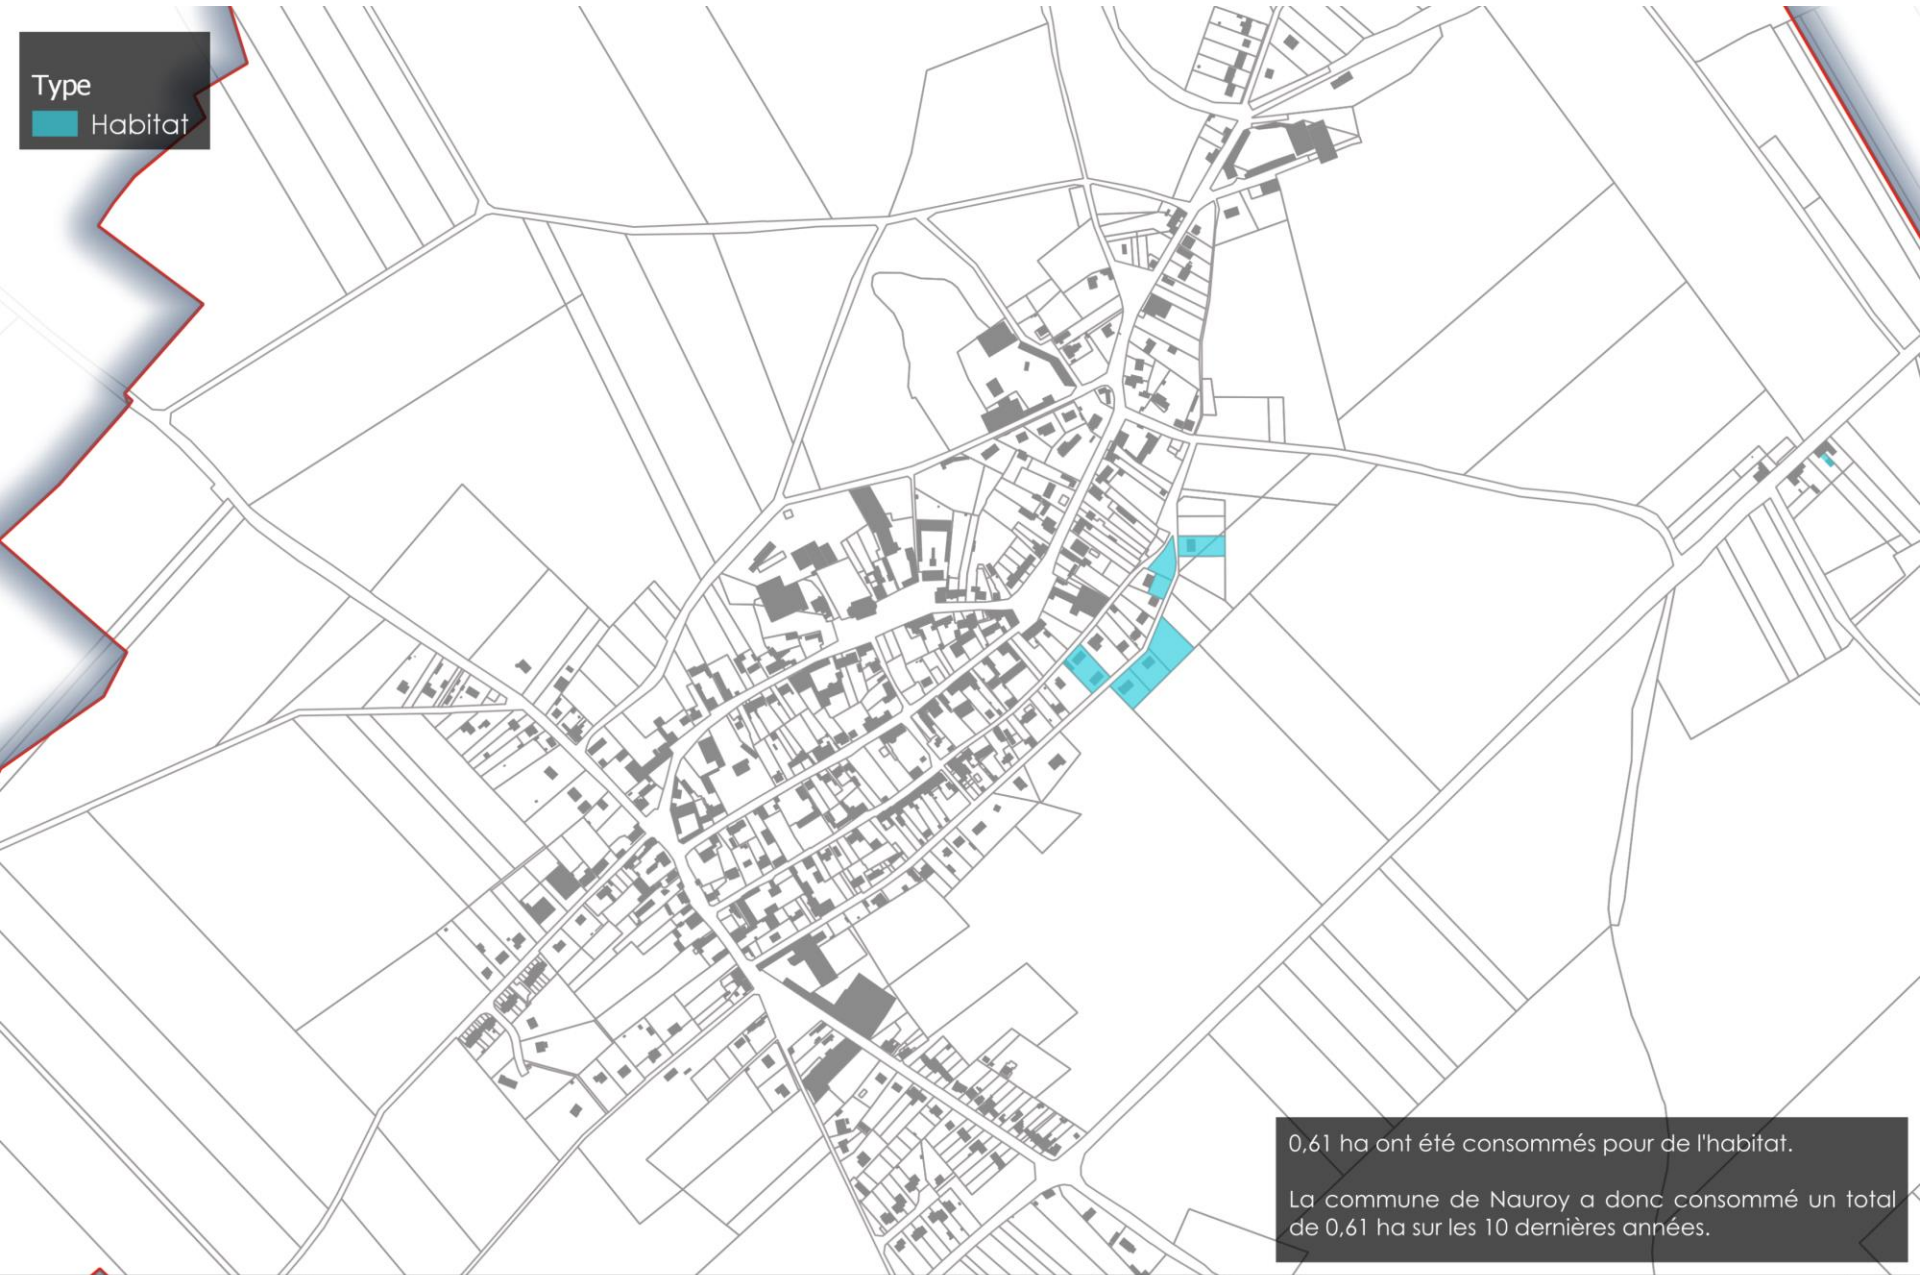 Type
Habitat
0,61 ha ont été consommés pour de l'habitat.
La commune de Nauroy a donc consommé un total
de 0,61 ha sur les 10 dernières années.